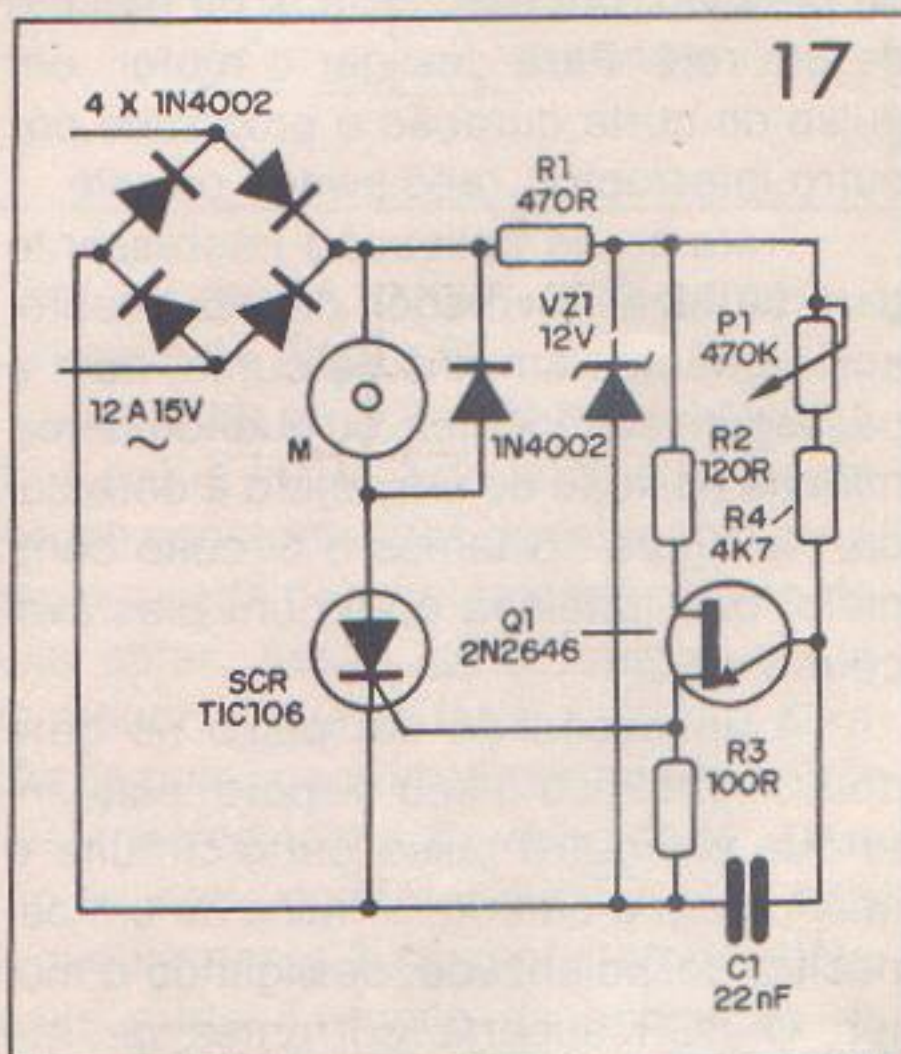 17
4 X 1N4002
R1
470R
VZ1
12V
P1
470K
12 A 15V
~
M
1N4002
R2
120R
R4
4K7
Q1
2N2646
SCR
TIC106
R3
100R
C1
22nF